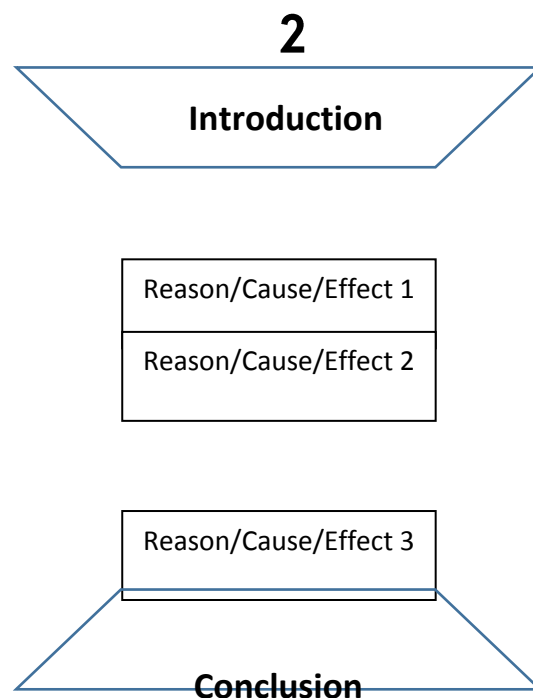 2
Introduction
Reason/Cause/Effect 1
Reason/Cause/Effect 2
Reason/Cause/Effect 3
Conclusion